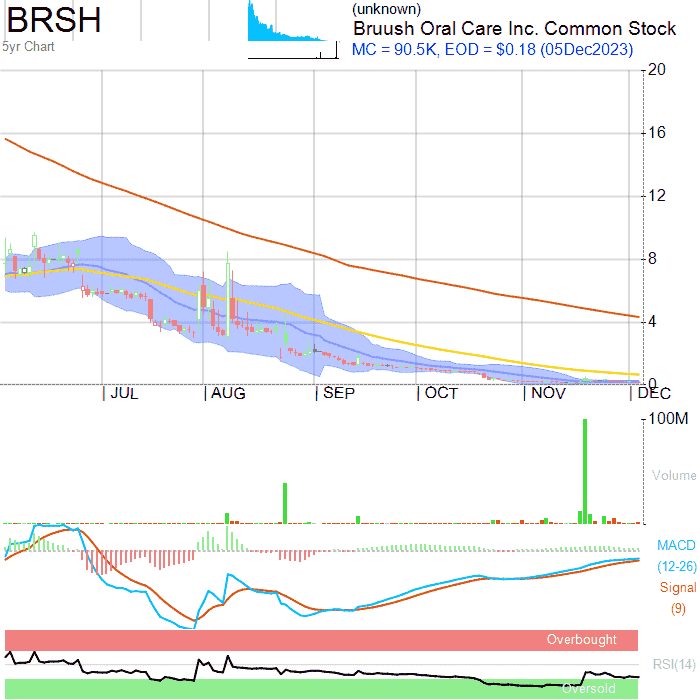 BRSH
5yr Chart
(unknown)
Bruush Oral Care Inc. Common Stock
MC = 90.5K, EOD = $0.18 (05Dec2023)
20
16
12
8
4
0
JUL AUG SEP OCT NOV DEC
100M
Volume
MACD
(12-26)
Signal
(9)
Overbought
RSI(14)
Oversold